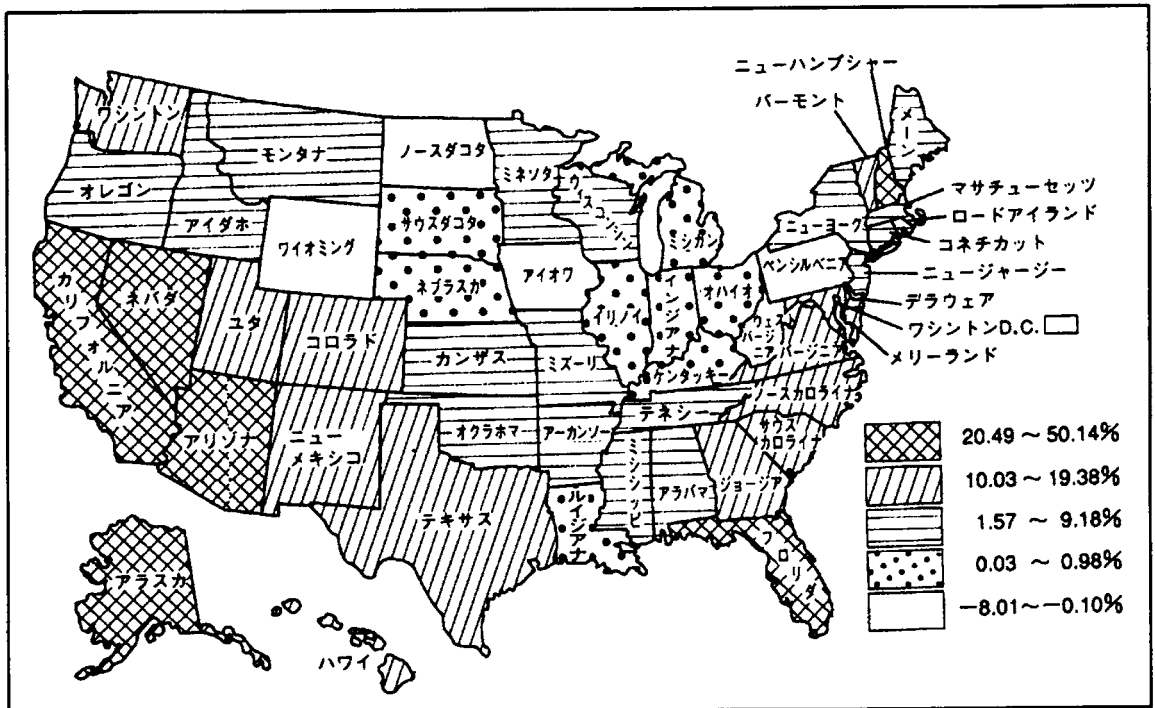 ニューハンプシャー
バーモント
メーン
ワシントン
モンタナ
ノースダコタ
ミネソタ
オレゴン
アイダホ
サウスダコタ
ウィスコンシン
ミシガン
ニューヨーク
マサチューセッツ
ロードアイランド
コネチカット
ワイオミング
アイオワ
ペンシルベニア
ニュージャージー
カリフォルニア
ネバダ
ネブラスカ
イリノイ
インジアナ
オハイオ
デラウェア
ユタ
コロラド
ウェストバージニア
バージニア
ワシントンD.C.
メリーランド
カンザス
ミズーリ
ケンタッキー
ノースカロライナ
アリゾナ
ニュー
メキシコ
オクラホマ
アーカンソー
テネシー
サウス
カロライナ
テキサス
ルイジアナ
ミシシッピ
アラバマ
ジョージア
フロリダ
アラスカ
ハワイ
20.49～50.14%
10.03～19.38%
1.57～9.18%
0.03～0.98%
−8.01～−0.10%